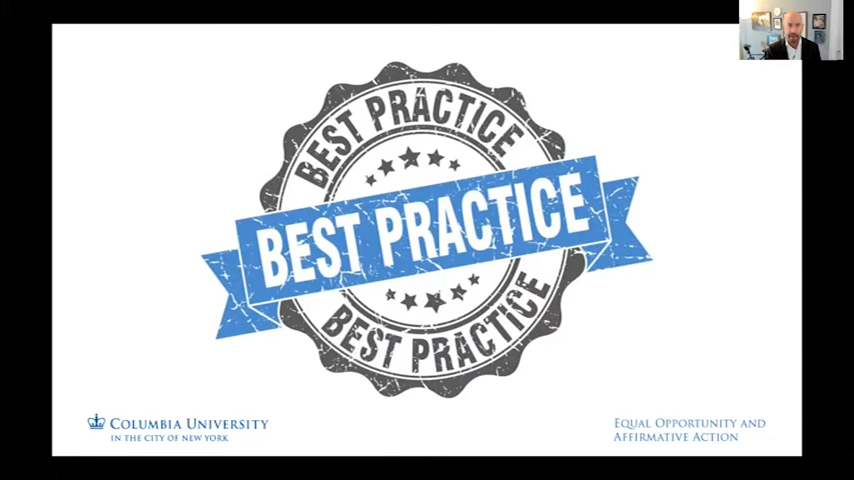 BEST PRACTICE
BEST PRACTICE
BEST PRACTICE
COLUMBIA UNIVERSITY
IN THE CITY OF NEW YORK
EQUAL OPPORTUNITY AND
AFFIRMATIVE ACTION